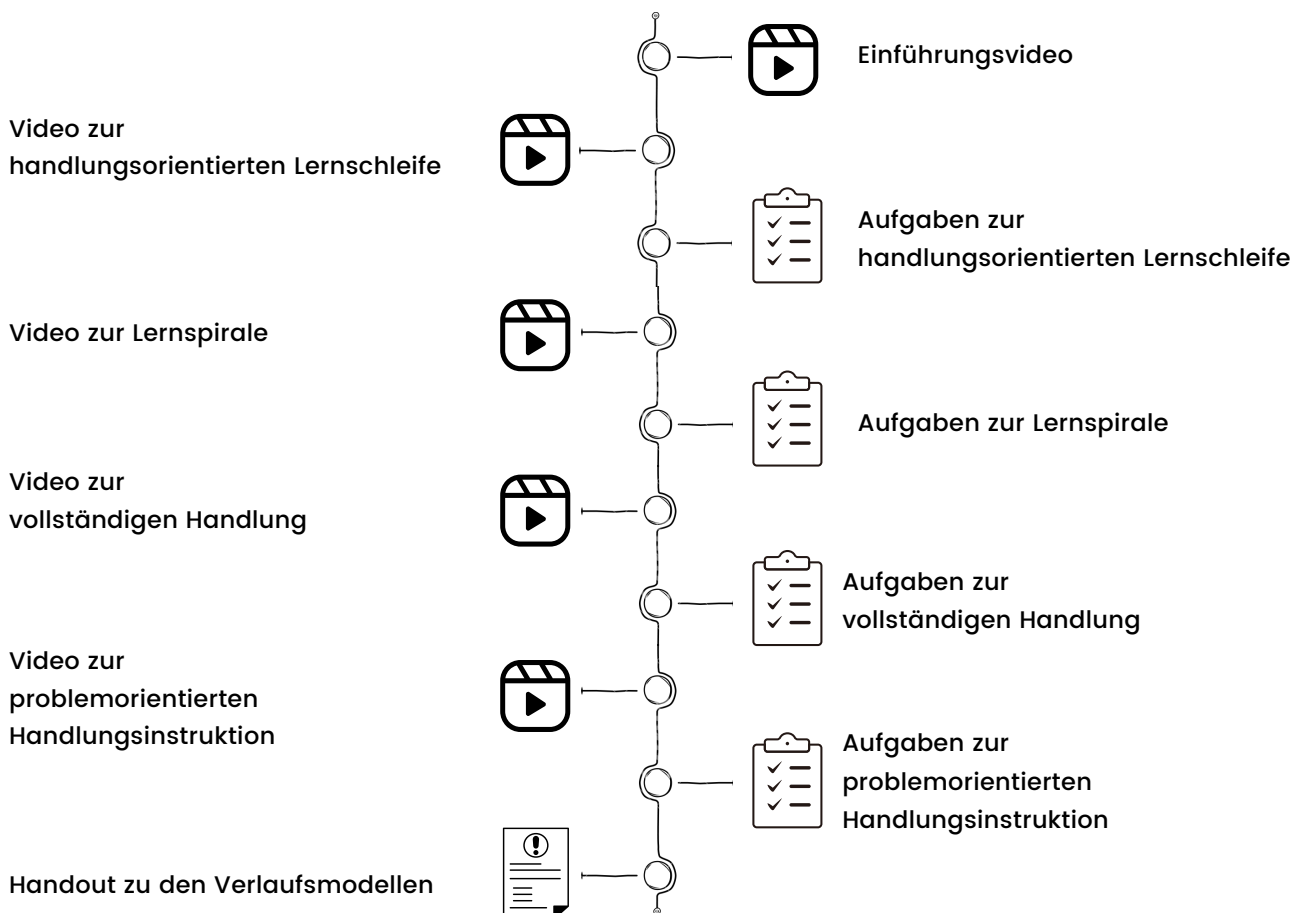 Einführungsvideo
Video zur
handlungsorientierten Lernschleife
Aufgaben zur
handlungsorientierten Lernschleife
Video zur Lernspirale
Aufgaben zur Lernspirale
Video zur
vollständigen Handlung
Aufgaben zur
vollständigen Handlung
Video zur
problemorientierten
Handlungsinstruktion
Aufgaben zur
problemorientierten
Handlungsinstruktion
Handout zu den Verlaufsmodellen